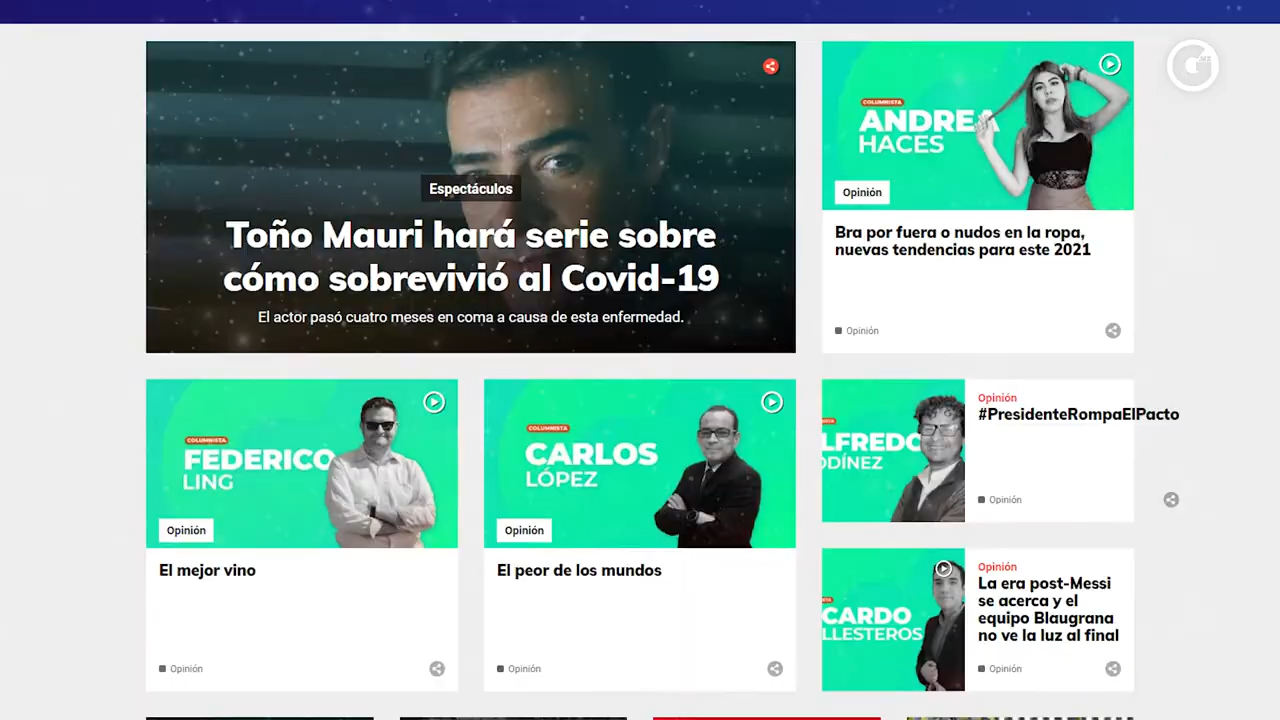 Espectáculos
Toño Mauri hará serie sobre
cómo sobrevivió al Covid-19
El actor pasó cuatro meses en coma a causa de esta enfermedad.
COLUMNISTA
ANDREA
HACES
Opinión
Bra por fuera o nudos en la ropa,
nuevas tendencias para este 2021
Opinión
COLUMNISTA
FEDERICO
LING
Opinión
El mejor vino
Opinión
COLUMNISTA
CARLOS
LÓPEZ
Opinión
El peor de los mundos
Opinión
LFREDO
ODÍNEZ
Opinión
#PresidenteRompaElPacto
Opinión
CARDO
LLESTEROS
Opinión
La era post-Messi
se acerca y el
equipo Blaugrana
no ve la luz al final
Opinión